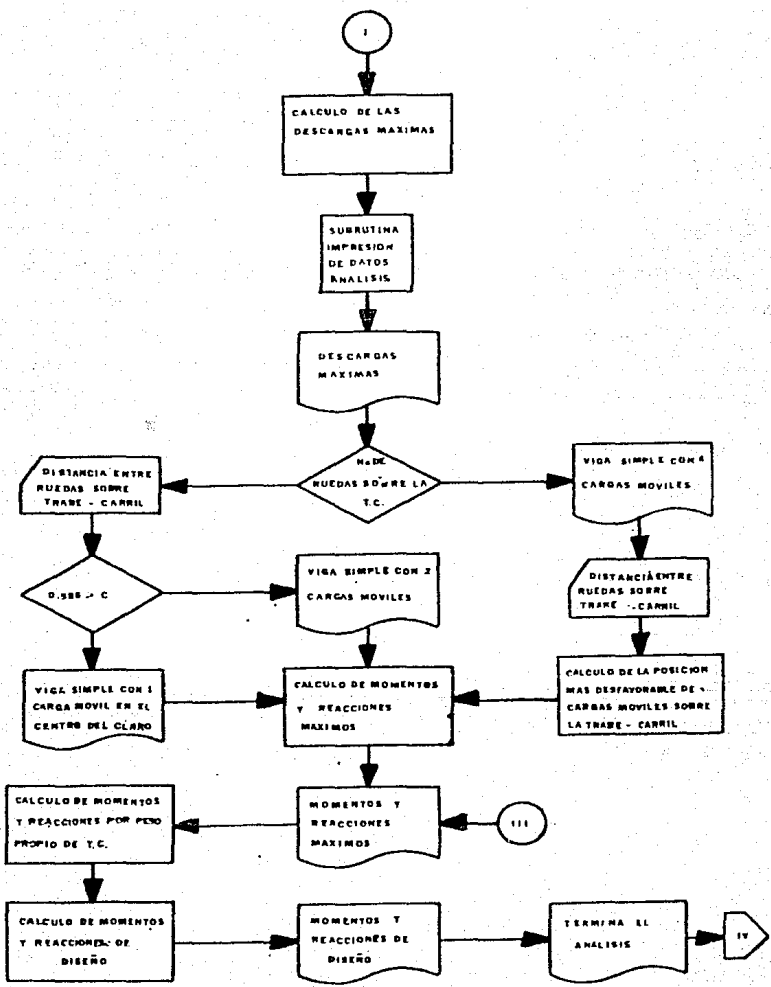 I
CALCULO DE LAS
DESCARGAS MAXIMAS
SUBRUTINA
IMPRESION
DE DATOS
ANALISIS
DESCARGAS
MAXIMAS
No DE
RUEDAS SOBRE LA
T.C.
DISTANCIA ENTRE
RUEDAS SOBRE
TRABE - CARRIL
VIGA SIMPLE CON 4
CARGAS MOVILES
> C
VIGA SIMPLE CON 2
CARGAS MOVILES
DISTANCIA ENTRE
RUEDAS SOBRE
TRABE - CARRIL
VIGA SIMPLE CON 1
CARGA MOVIL EN EL
CENTRO DEL CLARO
CALCULO DE MOMENTOS
Y REACCIONES
MAXIMOS
CALCULO DE LA POSICION
MAS DESFAVORABLE DE 4
CARGAS MOVILES SOBRE
LA TRABE - CARRIL
CALCULO DE MOMENTOS
Y REACCIONES POR PESO
PROPIO DE T.C.
MOMENTOS Y
REACCIONES
MAXIMOS
III
CALCULO DE MOMENTOS
Y REACCIONES DE
DISEÑO
MOMENTOS Y
REACCIONES DE
DISEÑO
TERMINA EL
ANALISIS
IV